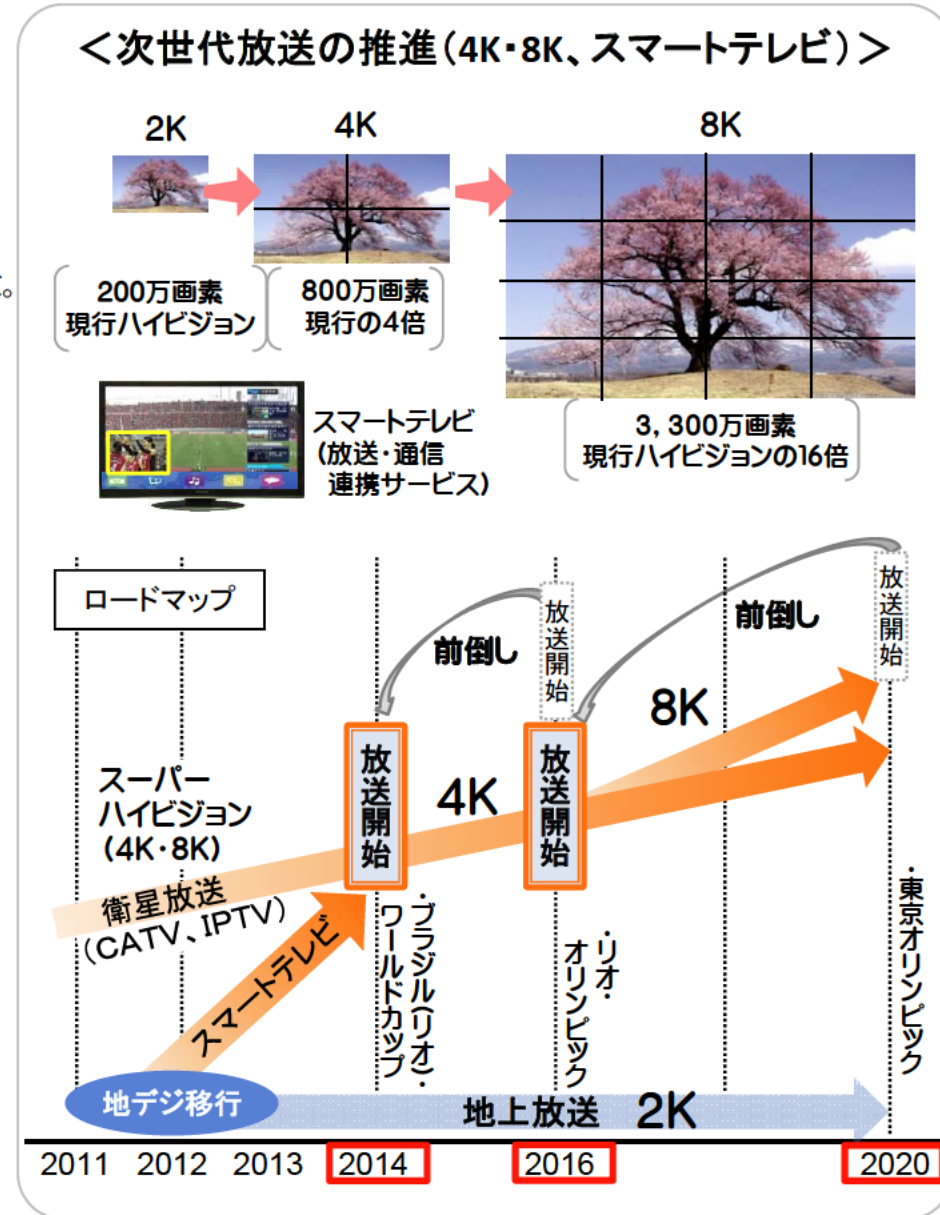 ＜次世代放送の推進(4K・8K、スマートテレビ)＞
2K
4K
8K
。
200万画素
現行ハイビジョン
800万画素
現行の4倍
3,300万画素
現行ハイビジョンの16倍
スマートテレビ
(放送・通信
連携サービス)
ロードマップ
前倒し
放送開始
前倒し
放送開始
8K
スーパー
ハイビジョン
(4K・8K)
放送開始
4K
放送開始
衛星放送
(CATV、IPTV)
スマートテレビ
・ブラジル(リオ)・
ワールドカップ
・リオ・
オリンピック
・東京オリンピック
地デジ移行
地上放送 2K
2011 2012 2013 2014 2016 2020